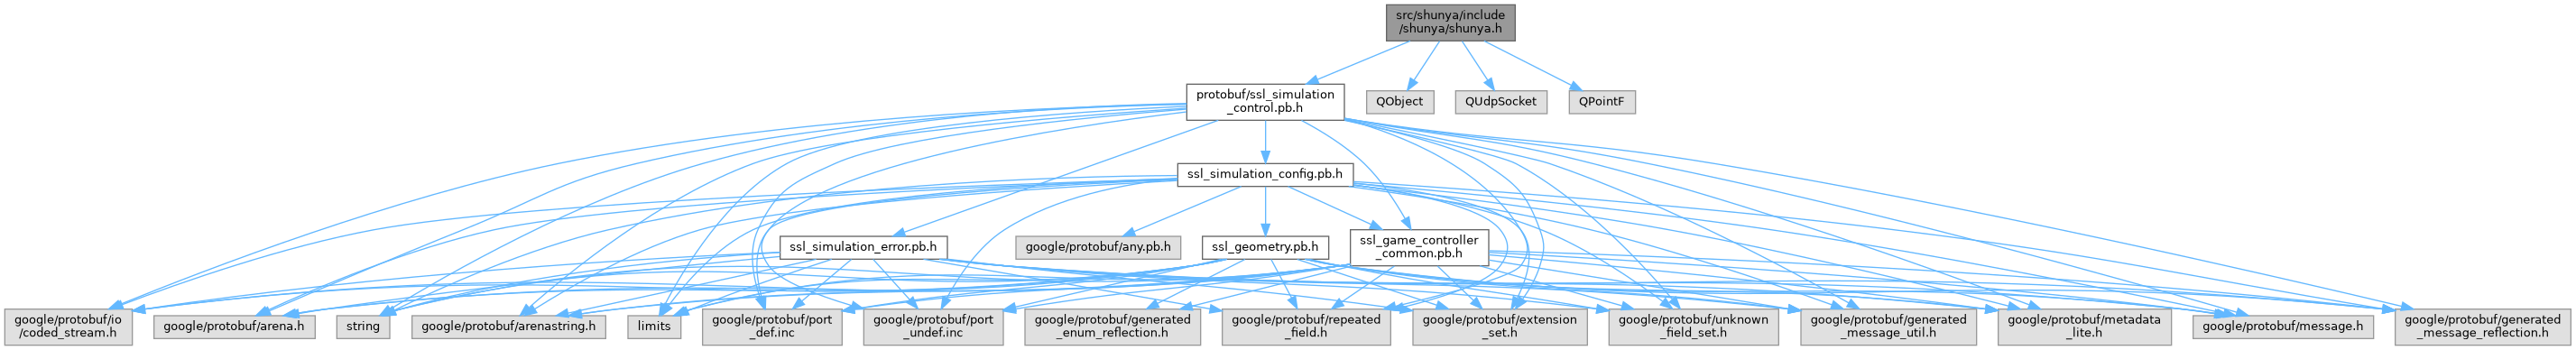 src/shunya/include
/shunya/shunya.h
protobuf/ssl_simulation
_control.pb.h
QObject
QUdpSocket
QPointF
ssl_simulation_config.pb.h
ssl_simulation_error.pb.h
google/protobuf/any.pb.h
ssl_geometry.pb.h
ssl_game_controller
_common.pb.h
google/protobuf/io
/coded_stream.h
google/protobuf/arena.h
string
google/protobuf/arenastring.h
limits
google/protobuf/port
_def.inc
google/protobuf/port
_undef.inc
google/protobuf/generated
_enum_reflection.h
google/protobuf/repeated
_field.h
google/protobuf/extension
_set.h
google/protobuf/unknown
_field_set.h
google/protobuf/generated
_message_util.h
google/protobuf/metadata
_lite.h
google/protobuf/message.h
google/protobuf/generated
_message_reflection.h